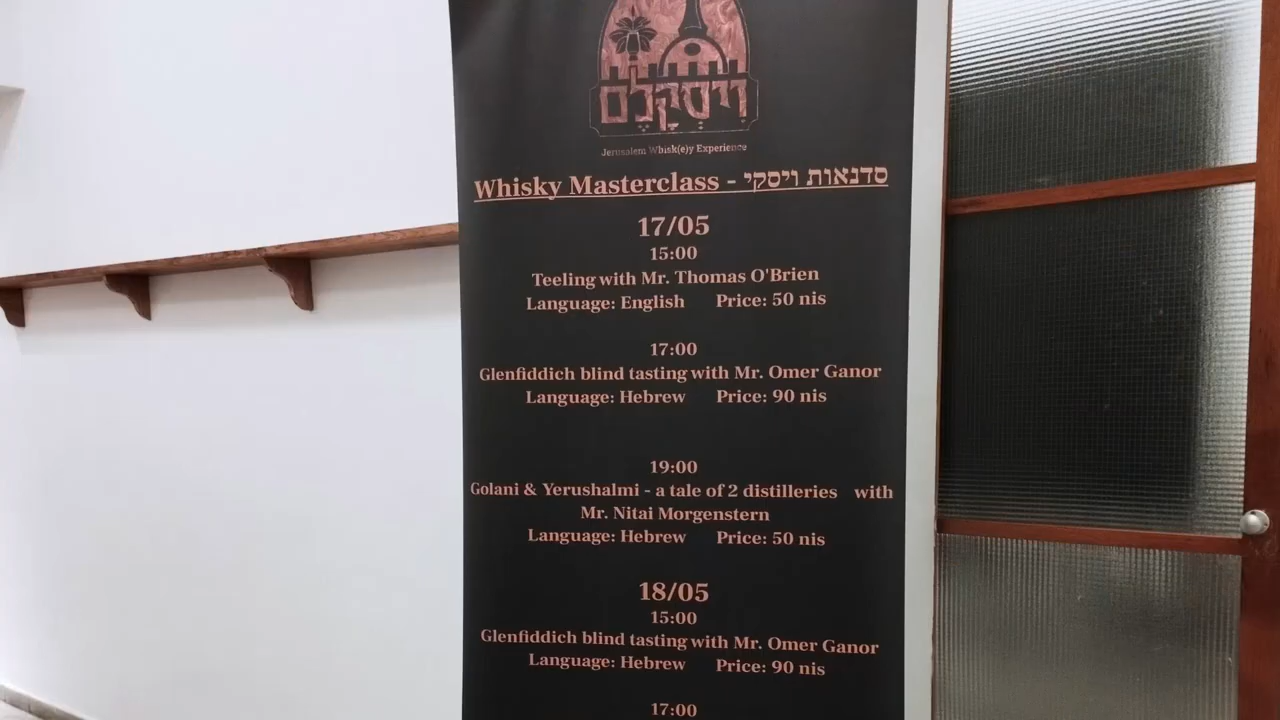 וִיסְקָלֶם
Jerusalem Whisk(e)y Experience
Whisky Masterclass - סדנאות ויסקי
17/05
15:00
Teeling with Mr. Thomas O'Brien
Language: English Price: 50 nis
17:00
Glenfiddich blind tasting with Mr. Omer Ganor
Language: Hebrew Price: 90 nis
19:00
Golani & Yerushalmi - a tale of 2 distilleries with
Mr. Nitai Morgenstern
Language: Hebrew Price: 50 nis
18/05
15:00
Glenfiddich blind tasting with Mr. Omer Ganor
Language: Hebrew Price: 90 nis
17:00